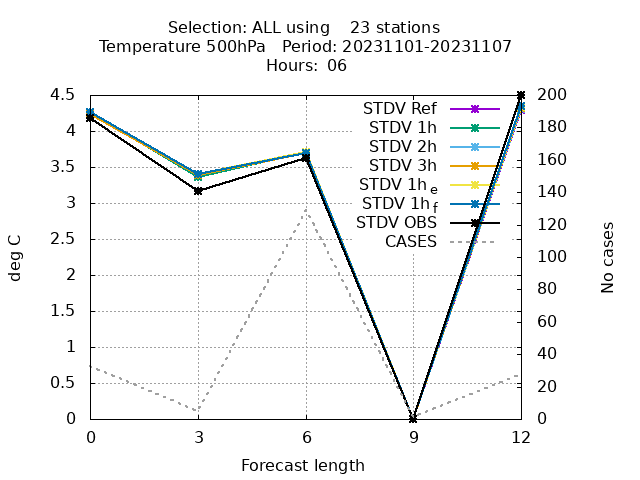 Selection: ALL using    23 stations
Temperature 500hPa   Period: 20231101-20231107
Hours:  06
4.5
4
3.5
3
2.5
2
1.5
1
0.5
0
deg C
STDV Ref
STDV 1h
STDV 2h
STDV 3h
STDV 1h e
STDV 1h f
STDV OBS
CASES
200
180
160
140
120
100
80
60
40
20
0
No cases
0 3 6 9 12
Forecast length